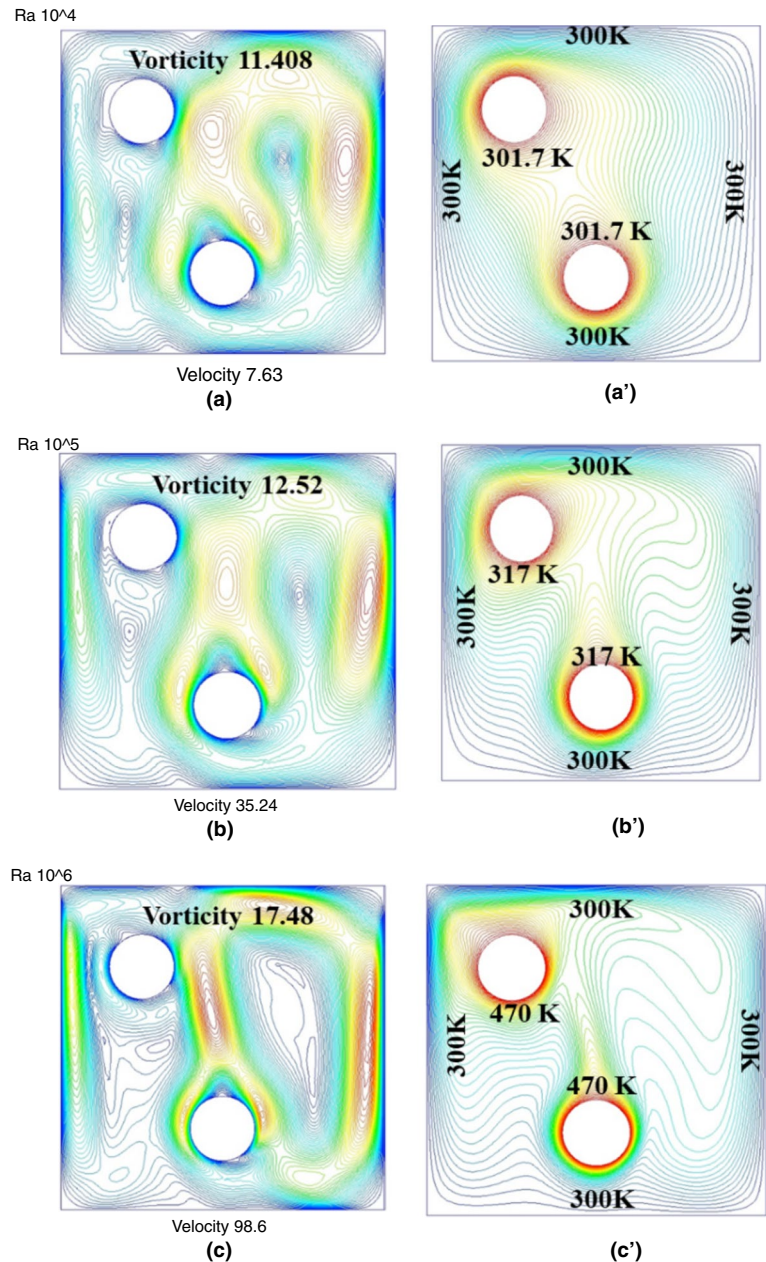 Ra 10^4
Vorticity 11.408
300K
301.7 K
300K
300K
301.7 K
300K
Velocity 7.63
(a)
(a')
Ra 10^5
Vorticity 12.52
300K
317 K
300K
300K
317 K
300K
Velocity 35.24
(b)
(b')
Ra 10^6
Vorticity 17.48
300K
470 K
300K
300K
470 K
300K
Velocity 98.6
(c)
(c')